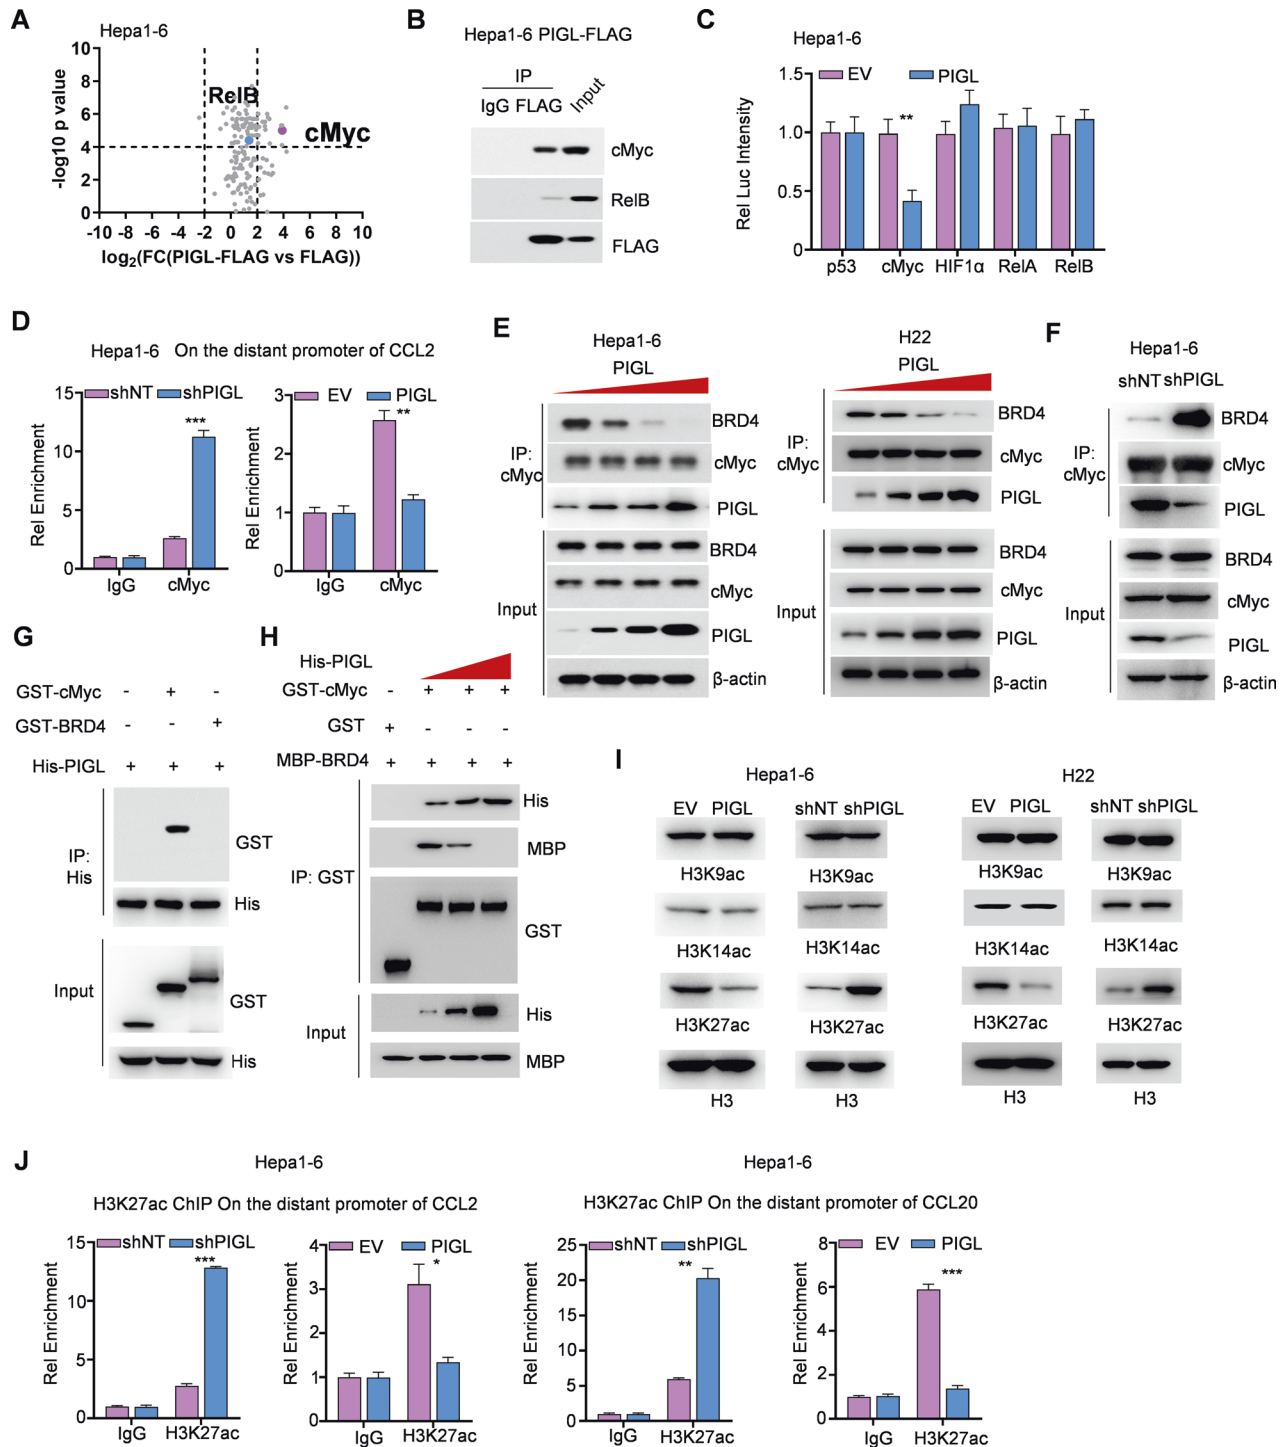 A
Hepa1-6
10
8
6
4
2
0
-log10 p value
RelB
cMyc
-10 -8 -6 -4 -2 0 2 4 6 8 10
log2(FC(PIGL-FLAG vs FLAG))
B
Hepa1-6 PIGL-FLAG
IP
IgG FLAG Input
cMyc
RelB
FLAG
C
Hepa1-6
EV PIGL
1.5
1.0
0.5
0
Rel Luc Intensity
**
p53 cMyc HIF1α RelA RelB
D
Hepa1-6 On the distant promoter of CCL2
shNT shPIGL
15
10
5
0
Rel Enrichment
***
IgG cMyc
EV PIGL
3
2
1
0
Rel Enrichment
**
IgG cMyc
E
Hepa1-6
PIGL
IP:
cMyc
BRD4
cMyc
PIGL
Input
BRD4
cMyc
PIGL
β-actin
H22
PIGL
IP:
cMyc
BRD4
cMyc
PIGL
Input
BRD4
cMyc
PIGL
β-actin
F
Hepa1-6
shNT shPIGL
IP:
cMyc
BRD4
cMyc
PIGL
Input
BRD4
cMyc
PIGL
β-actin
G
GST-cMyc - + -
GST-BRD4 - - +
His-PIGL + + +
IP:
His
GST
His
Input
GST
His
H
His-PIGL
GST-cMyc - + + +
GST + - - -
MBP-BRD4 + + + +
IP: GST
His
MBP
GST
Input
His
MBP
I
Hepa1-6
EV PIGL shNT shPIGL
H3K9ac H3K9ac
H3K14ac H3K14ac
H3K27ac H3K27ac
H3 H3
H22
EV PIGL shNT shPIGL
H3K9ac H3K9ac
H3K14ac H3K14ac
H3K27ac H3K27ac
H3 H3
J
Hepa1-6
H3K27ac ChIP On the distant promoter of CCL2
shNT shPIGL
15
10
5
0
Rel Enrichment
***
IgG H3K27ac
EV PIGL
4
3
2
1
0
Rel Enrichment
*
IgG H3K27ac
Hepa1-6
H3K27ac ChIP On the distant promoter of CCL20
shNT shPIGL
25
20
15
10
5
0
Rel Enrichment
**
IgG H3K27ac
EV PIGL
8
6
4
2
0
Rel Enrichment
***
IgG H3K27ac